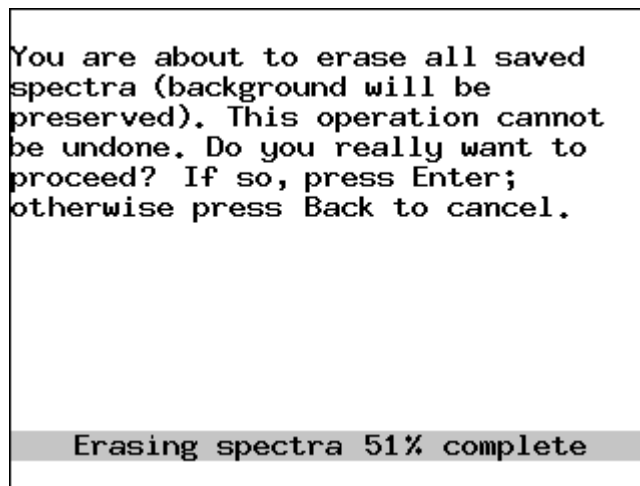 You are about to erase all saved
spectra (background will be
preserved). This operation cannot
be undone. Do you really want to
proceed? If so, press Enter;
otherwise press Back to cancel.
Erasing spectra 51% complete